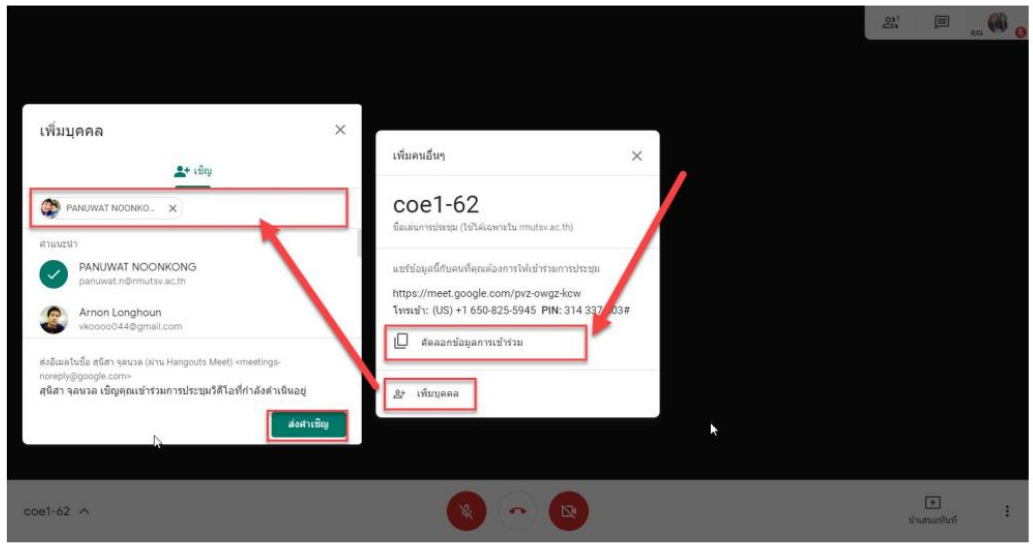 คุณ
เพิ่มบุคคล
เชิญ
PANUWAT NOONKO...
คำแนะนำ
PANUWAT NOONKONG
panuwat.n@rmutsv.ac.th
Arnon Longhoun
vkoooo044@gmail.com
ส่งอีเมลในชื่อ สุนิสา จุลนวล (ผ่าน Hangouts Meet) <meetings-
noreply@google.com>
สุนิสา จุลนวล เชิญคุณเข้าร่วมการประชุมวิดีโอที่กำลังดำเนินอยู่
ส่งคำเชิญ
เพิ่มคนอื่นๆ
coe1-62
ชื่อเล่นการประชุม (ใช้ได้เฉพาะใน rmutsv.ac.th)
แชร์ข้อมูลนี้กับคนที่คุณต้องการให้เข้าร่วมการประชุม
https://meet.google.com/pvz-owgz-kcw
โทรเข้า: (US) +1 650-825-5945 PIN: 314 337
คัดลอกข้อมูลการเข้าร่วม
เพิ่มบุคคล
coe1-62
นำเสนอทันที